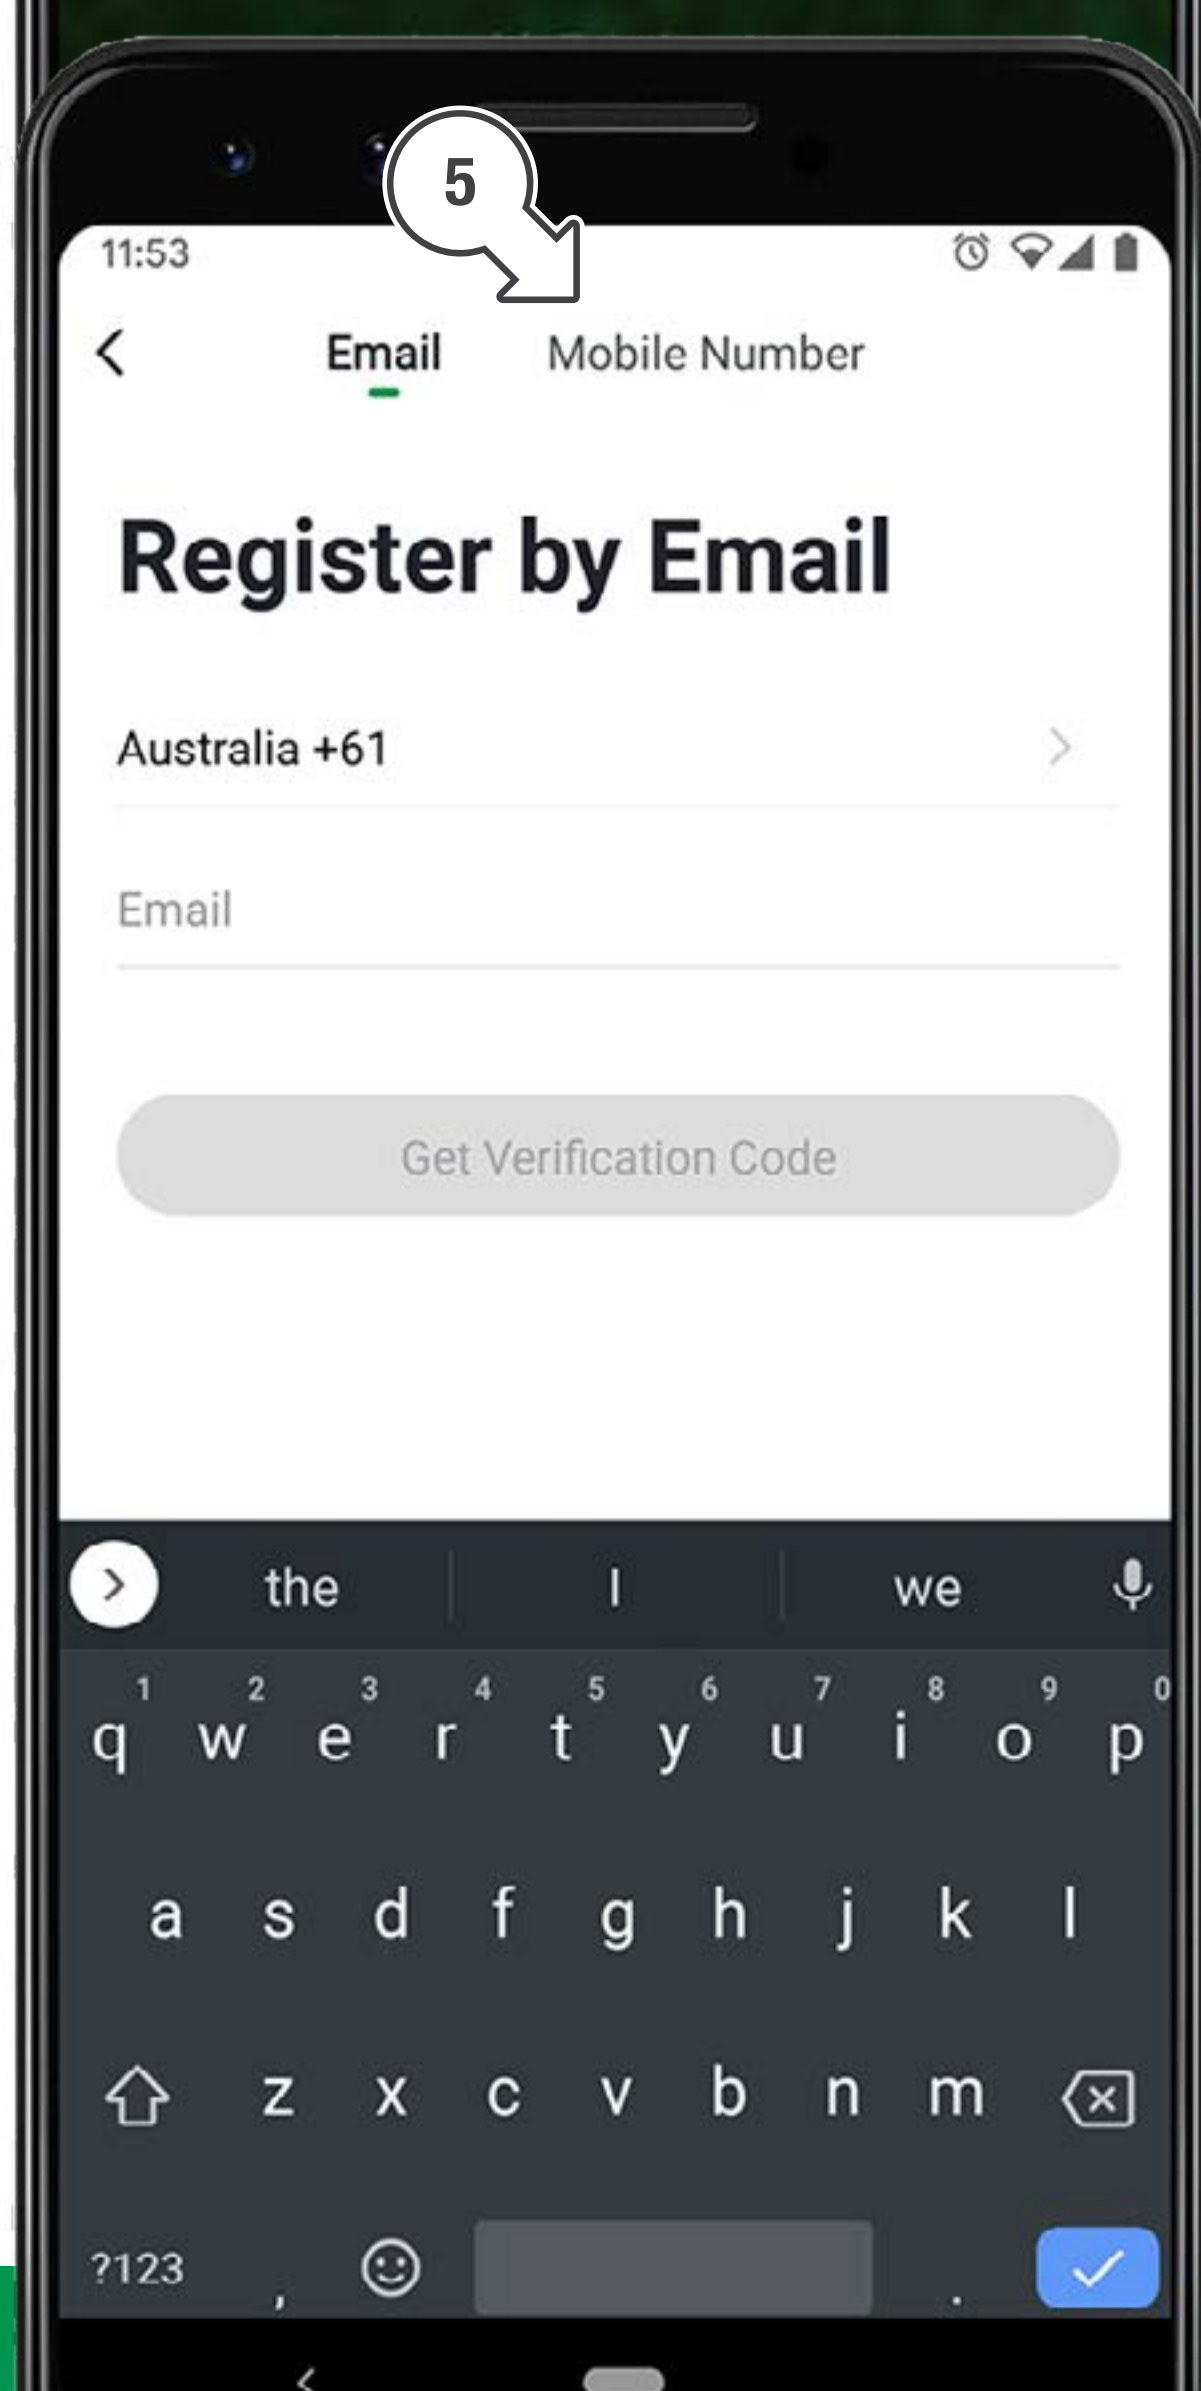 5
11:53
Email Mobile Number
Register by Email
Australia +61
Email
Get Verification Code
the I we
1 2 3 4 5 6 7 8 9 0
q w e r t y u i o p
a s d f g h j k l
z x c v b n m
?123 , .